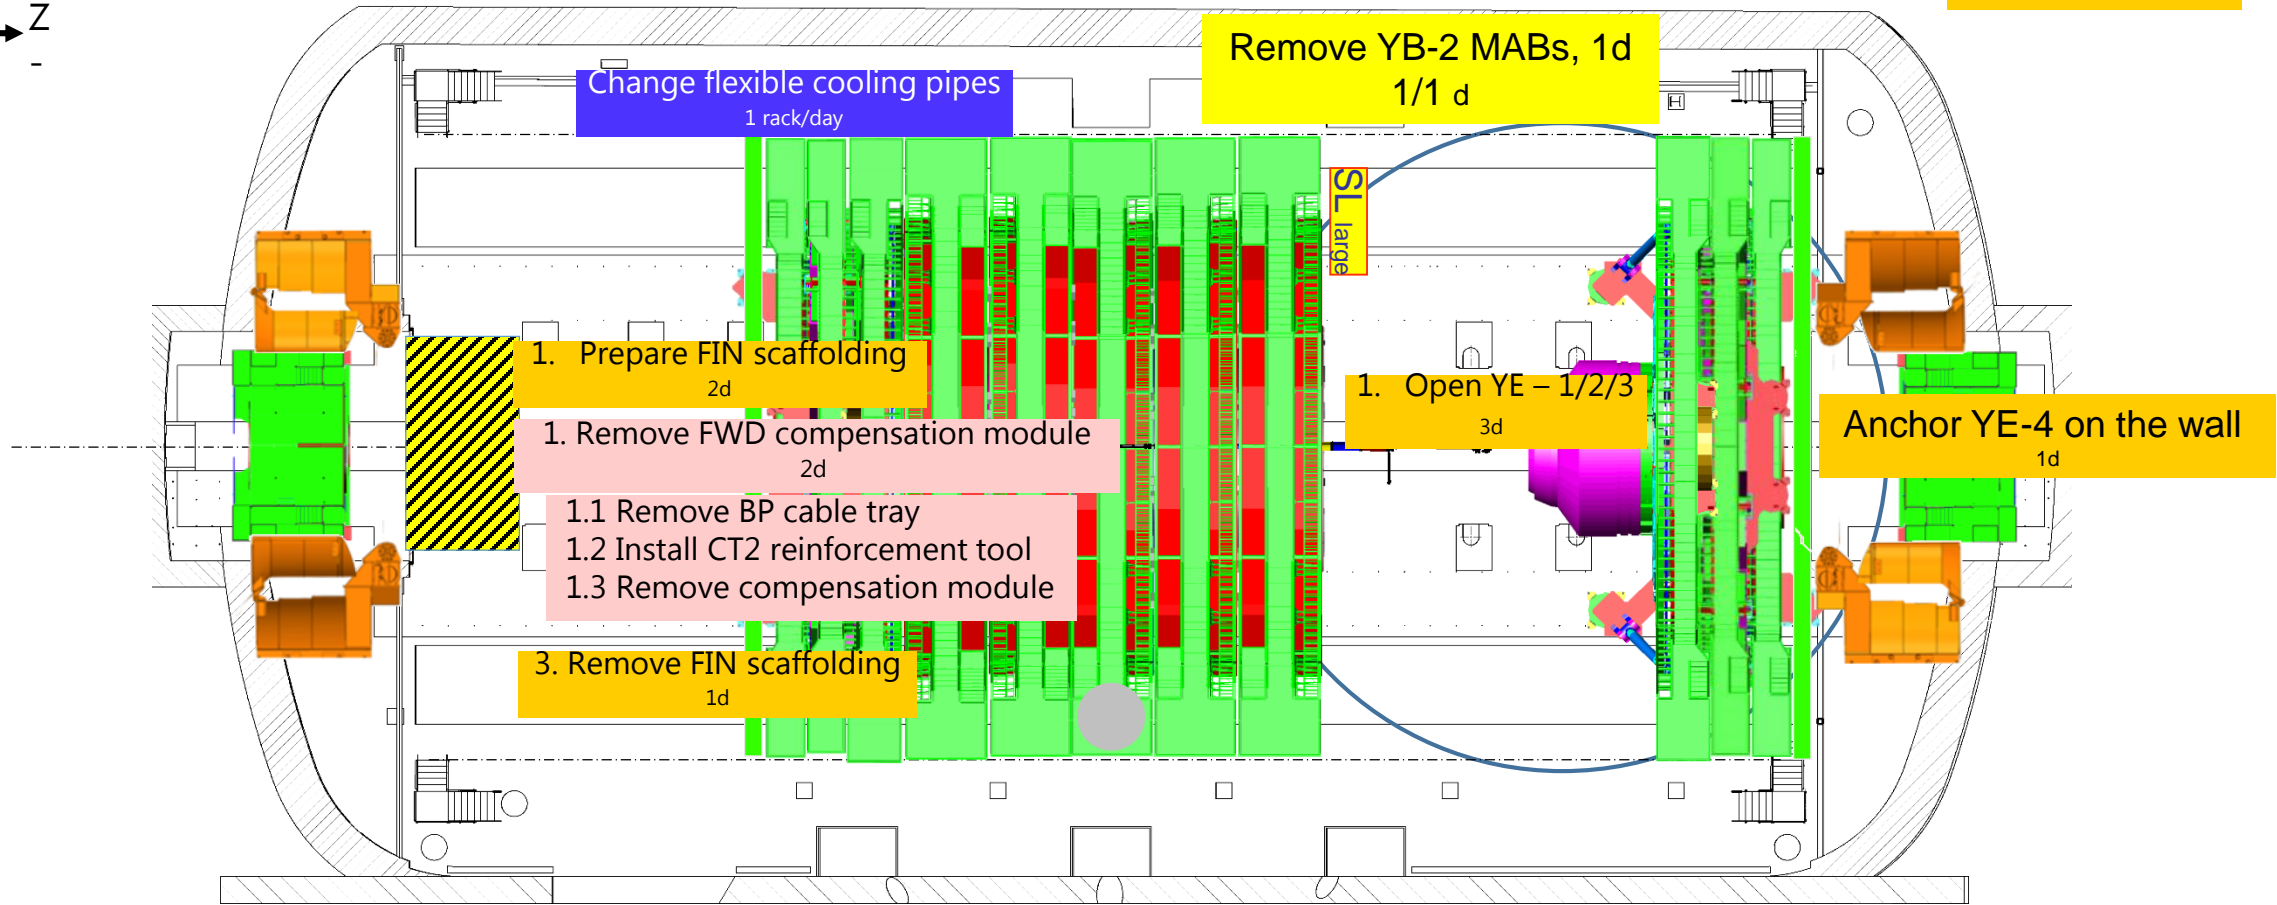 Z
-
Remove YB-2 MABs, 1d
1/1 d
Change flexible cooling pipes
1 rack/day
SL large
1. Prepare FIN scaffolding
2d
1. Open YE – 1/2/3
3d
Anchor YE-4 on the wall
1d
1. Remove FWD compensation module
2d
1.1 Remove BP cable tray
1.2 Install CT2 reinforcement tool
1.3 Remove compensation module
3. Remove FIN scaffolding
1d